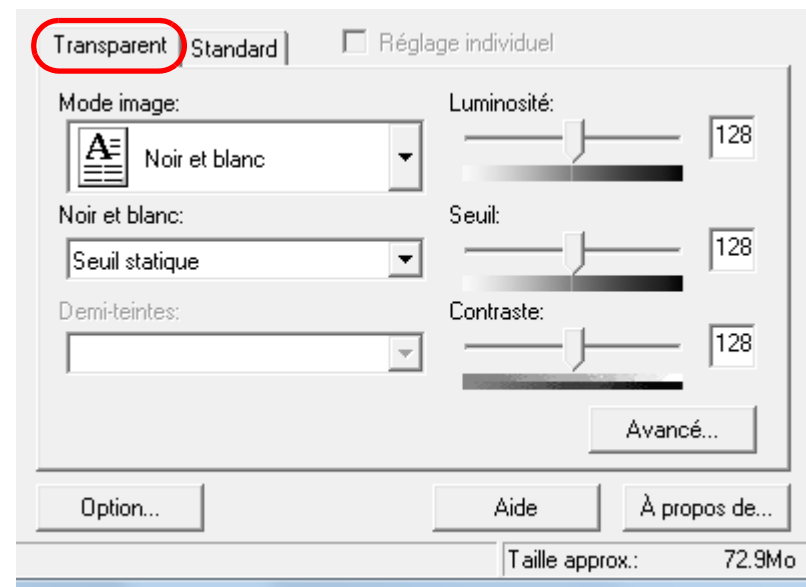 Transparent Standard Réglage individuel
Mode image:
A
Noir et blanc
Noir et blanc:
Seuil statique
Demi-teintes:
Luminosité:
128
Seuil:
128
Contraste:
128
Avancé...
Option... Aide À propos de...
Taille approx.: 72.9Mo